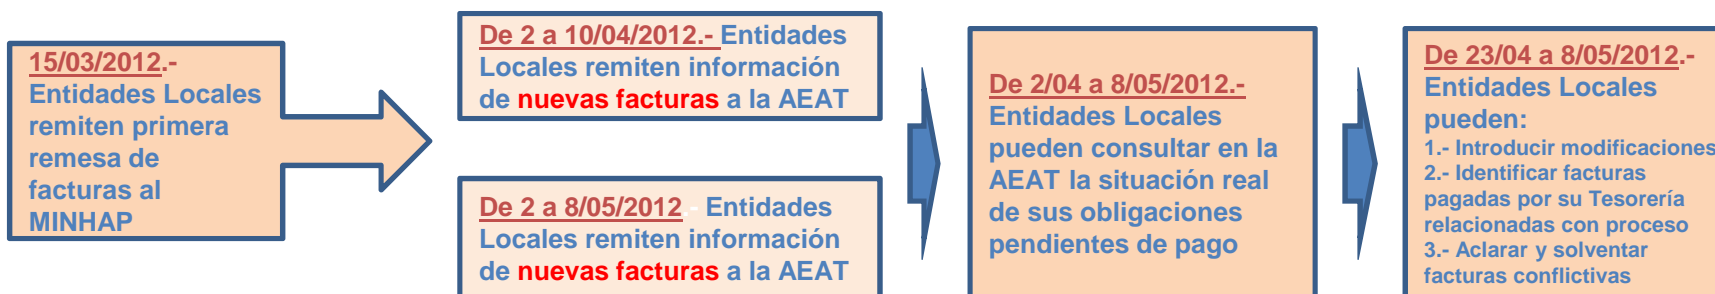 15/03/2012.-
Entidades Locales
remiten primera
remesa de
facturas al
MINHAP
De 2 a 10/04/2012.- Entidades
Locales remiten información
de nuevas facturas a la AEAT
De 2 a 8/05/2012.- Entidades
Locales remiten información
de nuevas facturas a la AEAT
De 2/04 a 8/05/2012.-
Entidades Locales
pueden consultar en la
AEAT la situación real
de sus obligaciones
pendientes de pago
De 23/04 a 8/05/2012.-
Entidades Locales
pueden:
1.- Introducir modificaciones
2.- Identificar facturas
pagadas por su Tesorería
relacionadas con proceso
3.- Aclarar y solventar
facturas conflictivas